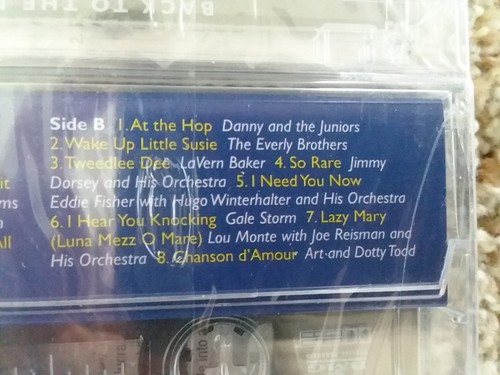 BACK TO THE
Side B 1. At the Hop Danny and the Juniors
2. Wake Up Little Susie The Everly Brothers
3. Tweedlee Dee LaVern Baker 4. So Rare Jimmy
Dorsey and His Orchestra 5. I Need You Now
Eddie Fisher with Hugo Winterhalter and His Orchestra
6. I Hear You Knocking Gale Storm 7. Lazy Mary
(Luna Mezz O Mare) Lou Monte with Joe Reisman and
His Orchestra 8. Chanson d'Amour Art and Dotty Todd